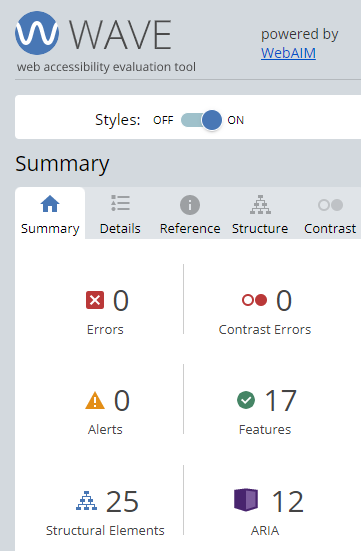 WAVE
web accessibility evaluation tool
powered by
WebAIM
Styles: OFF ON
Summary
Summary Details Reference Structure Contrast
0 0
Errors Contrast Errors
0 17
Alerts Features
25 12
Structural Elements ARIA